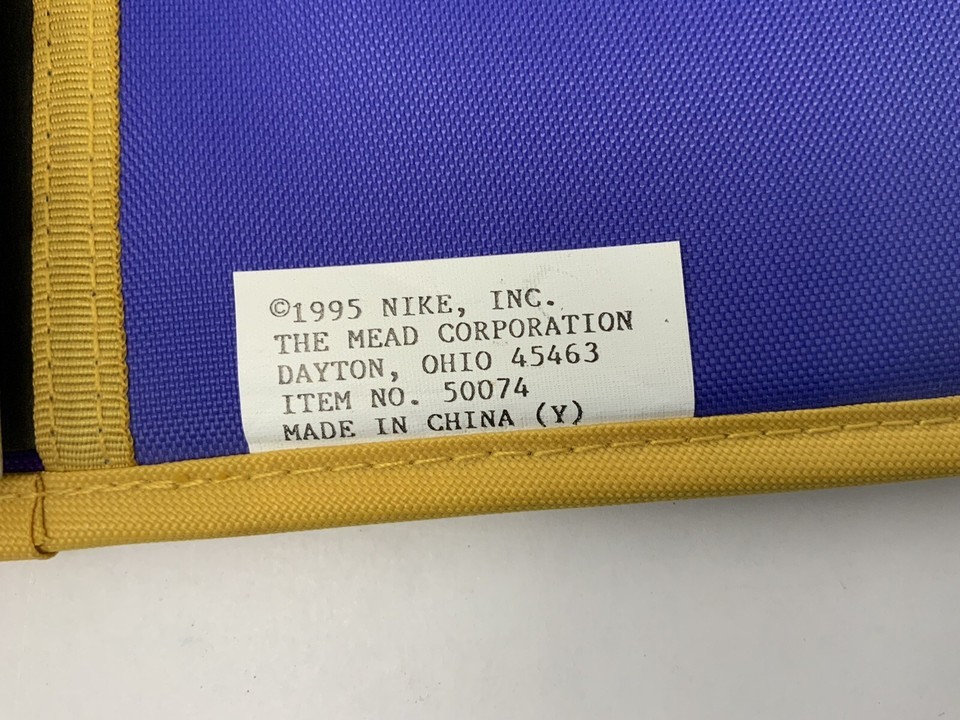 ©1995 NIKE, INC.
THE MEAD CORPORATION
DAYTON, OHIO 45463
ITEM NO. 50074
MADE IN CHINA (Y)